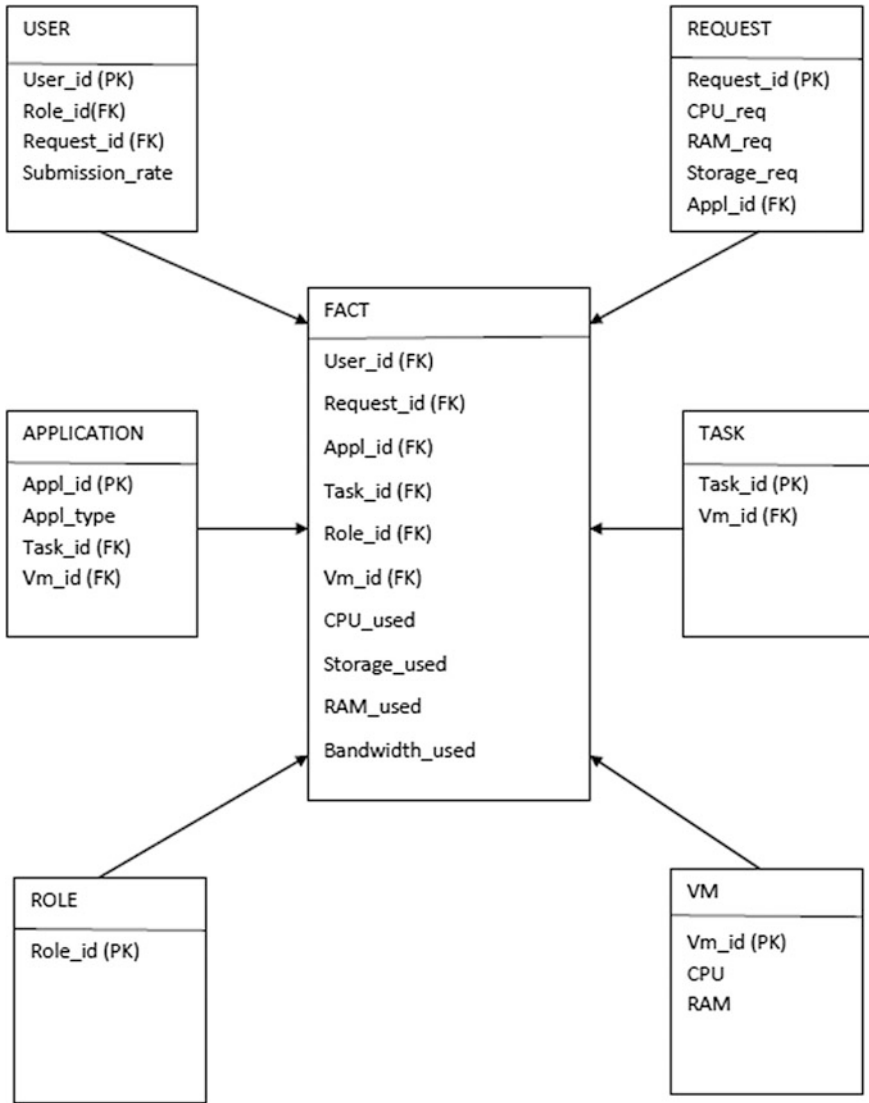 USER
User_id (PK)
Role_id(FK)
Request_id (FK)
Submission_rate
REQUEST
Request_id (PK)
CPU_req
RAM_req
Storage_req
Appl_id (FK)
FACT
User_id (FK)
Request_id (FK)
Appl_id (FK)
Task_id (FK)
Role_id (FK)
Vm_id (FK)
CPU_used
Storage_used
RAM_used
Bandwidth_used
APPLICATION
Appl_id (PK)
Appl_type
Task_id (FK)
Vm_id (FK)
TASK
Task_id (PK)
Vm_id (FK)
ROLE
Role_id (PK)
VM
Vm_id (PK)
CPU
RAM